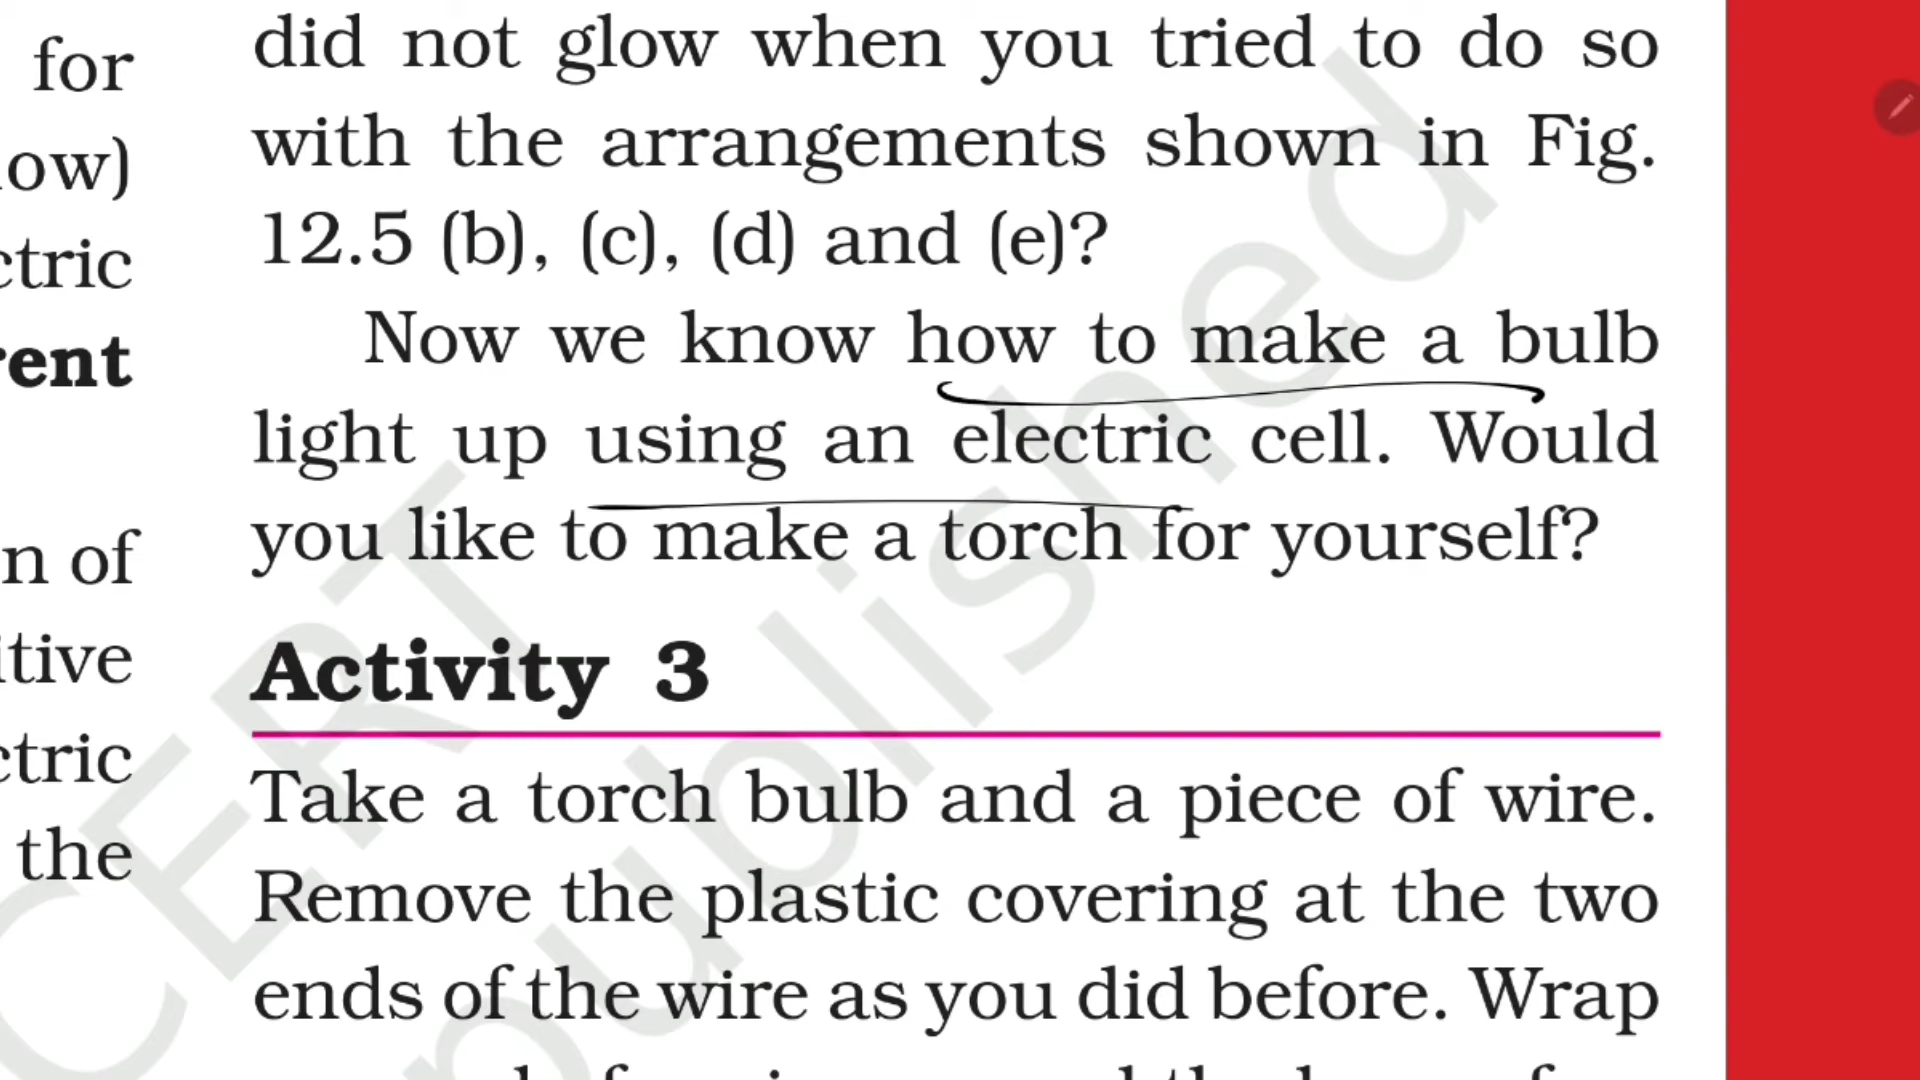 for
ow)
ctric
rent
n of
itive
ctric
the
did not glow when you tried to do so
with the arrangements shown in Fig.
12.5 (b), (c), (d) and (e)?
Now we know how to make a bulb
light up using an electric cell. Would
you like to make a torch for yourself?
Activity 3
Take a torch bulb and a piece of wire.
Remove the plastic covering at the two
ends of the wire as you did before. Wrap
CERT
published